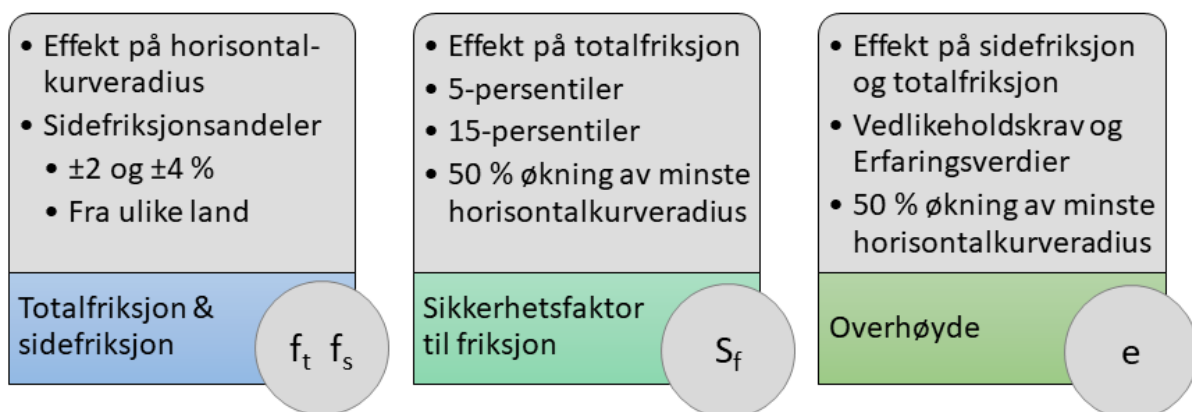 • Effekt på horisontal-
kurveradius
• Sidefriksjonsandeler
• ±2 og ±4 %
• Fra ulike land
Totalfriksjon &
sidefriksjon
fₜ fₛ
• Effekt på totalfriksjon
• 5-persentiler
• 15-persentiler
• 50 % økning av minste
horisontalkurveradius
Sikkerhetsfaktor
til friksjon
S_f
• Effekt på sidefriksjon
og totalfriksjon
• Vedlikeholdskrav og
Erfaringsverdier
• 50 % økning av minste
horisontalkurveradius
Overhøyde
e